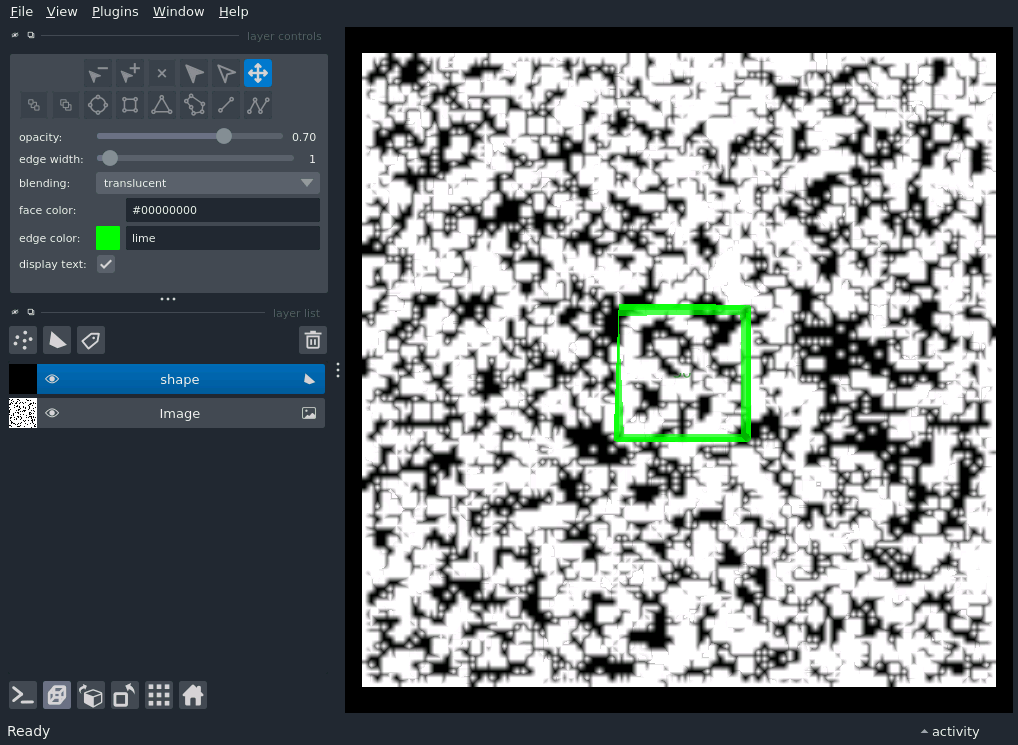 File View Plugins Window Help
layer controls
opacity: 0.70
edge width: 1
blending: translucent
face color: #00000000
edge color: lime
display text:
layer list
shape
Image
Ready
activity